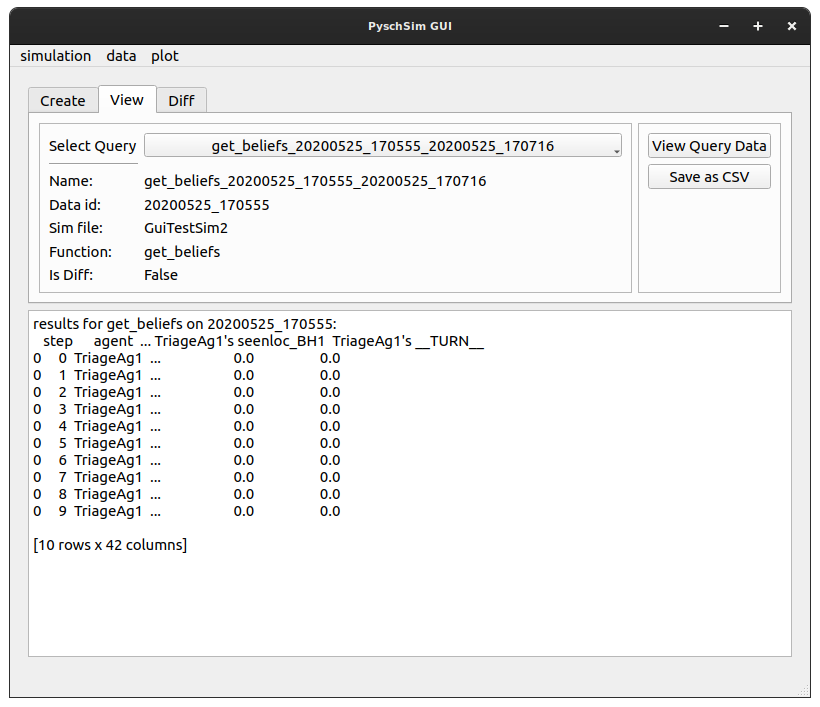 PyschSim GUI
simulation data plot
Create View Diff
Select Query get_beliefs_20200525_170555_20200525_170716 View Query Data
Save as CSV
Name: get_beliefs_20200525_170555_20200525_170716
Data id: 20200525_170555
Sim file: GuiTestSim2
Function: get_beliefs
Is Diff: False
results for get_beliefs on 20200525_170555:
step agent ... TriageAg1's seenloc_BH1 TriageAg1's __TURN__
0 0 TriageAg1 ... 0.0 0.0
0 1 TriageAg1 ... 0.0 0.0
0 2 TriageAg1 ... 0.0 0.0
0 3 TriageAg1 ... 0.0 0.0
0 4 TriageAg1 ... 0.0 0.0
0 5 TriageAg1 ... 0.0 0.0
0 6 TriageAg1 ... 0.0 0.0
0 7 TriageAg1 ... 0.0 0.0
0 8 TriageAg1 ... 0.0 0.0
0 9 TriageAg1 ... 0.0 0.0
[10 rows x 42 columns]